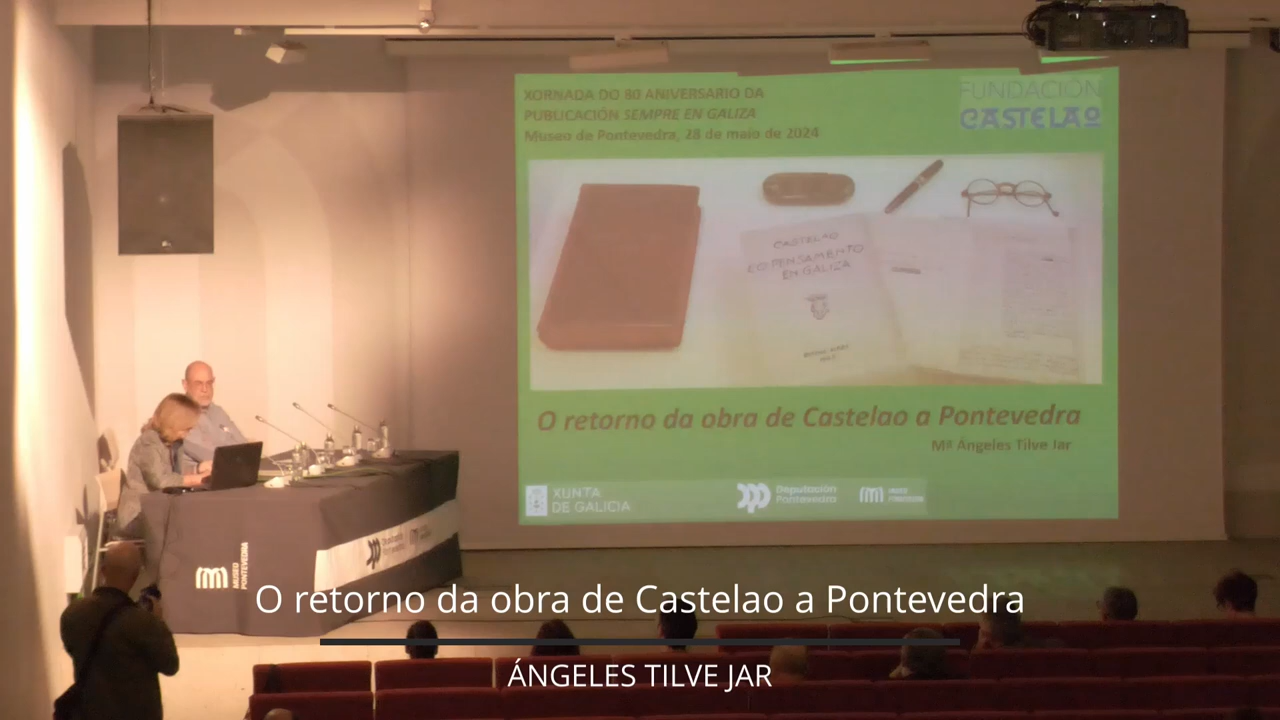 XORNADA DO 80 ANIVERSARIO DA
PUBLICACIÓN SEMPRE EN GALIZA
Museo de Pontevedra, 28 de maio de 2024
FUNDACIÓN
CASTELAO
CASTELAO
EN GALIZA
O retorno da obra de Castelao a Pontevedra
Mª Ángeles Tilve Jar
XUNTA
DE GALICIA
Deputación
Pontevedra
MUSEO
PONTEVEDRA
O retorno da obra de Castelao a Pontevedra
ÁNGELES TILVE JAR